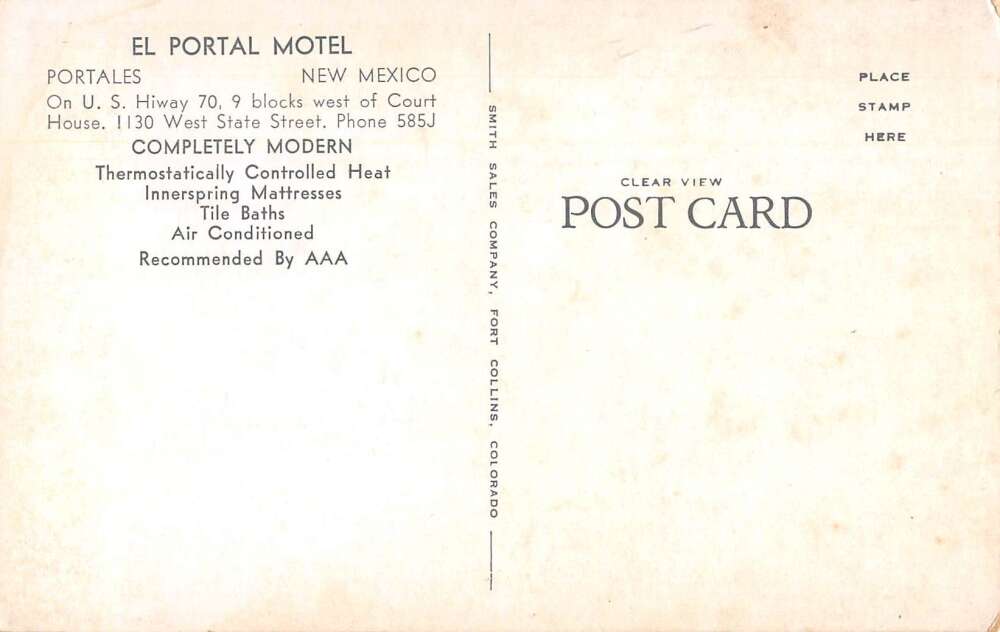 EL PORTAL MOTEL
PORTALES NEW MEXICO
On U. S. Hiway 70, 9 blocks west of Court
House. 1130 West State Street. Phone 585J
COMPLETELY MODERN
Thermostatically Controlled Heat
Innerspring Mattresses
Tile Baths
Air Conditioned
Recommended By AAA
SMITH SALES COMPANY, FORT COLLINS, COLORADO
CLEAR VIEW
POST CARD
PLACE
STAMP
HERE